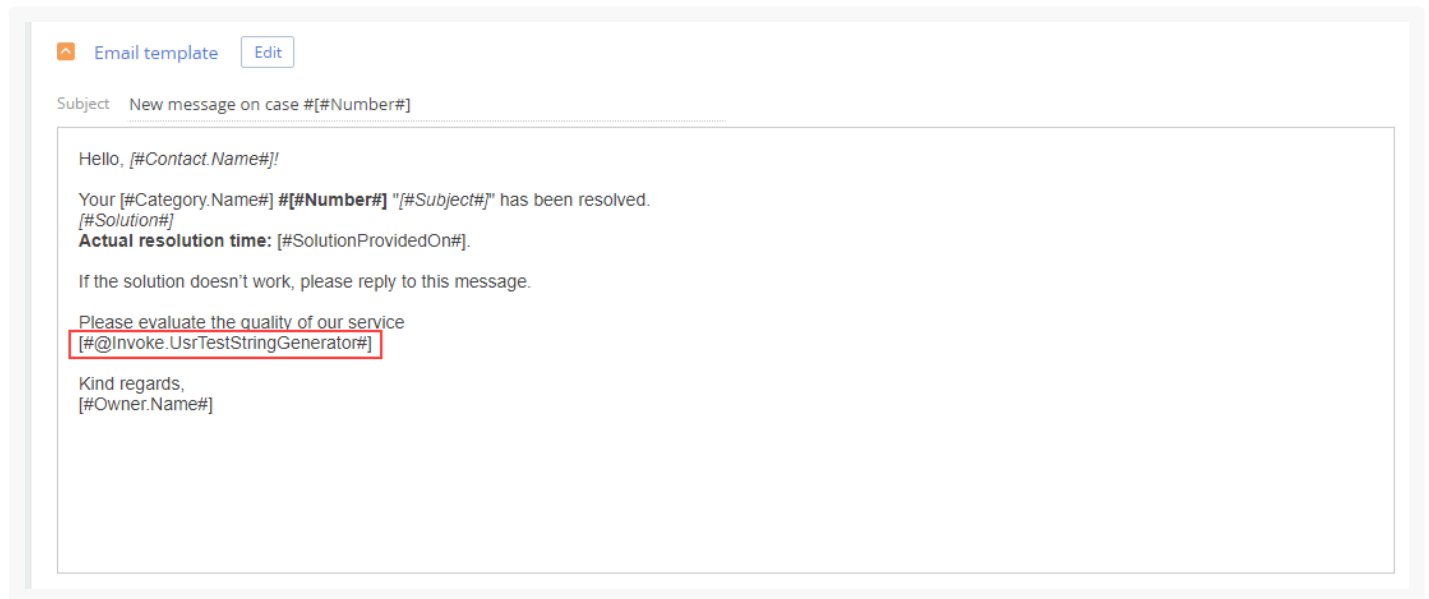 Email template Edit
Subject New message on case #[#Number#]
Hello, [#Contact.Name#]!
Your [#Category.Name#] #[#Number#] "[#Subject#]" has been resolved.
[#Solution#]
Actual resolution time: [#SolutionProvidedOn#].
If the solution doesn’t work, please reply to this message.
Please evaluate the quality of our service
[#@Invoke.UsrTestStringGenerator#]
Kind regards,
[#Owner.Name#]